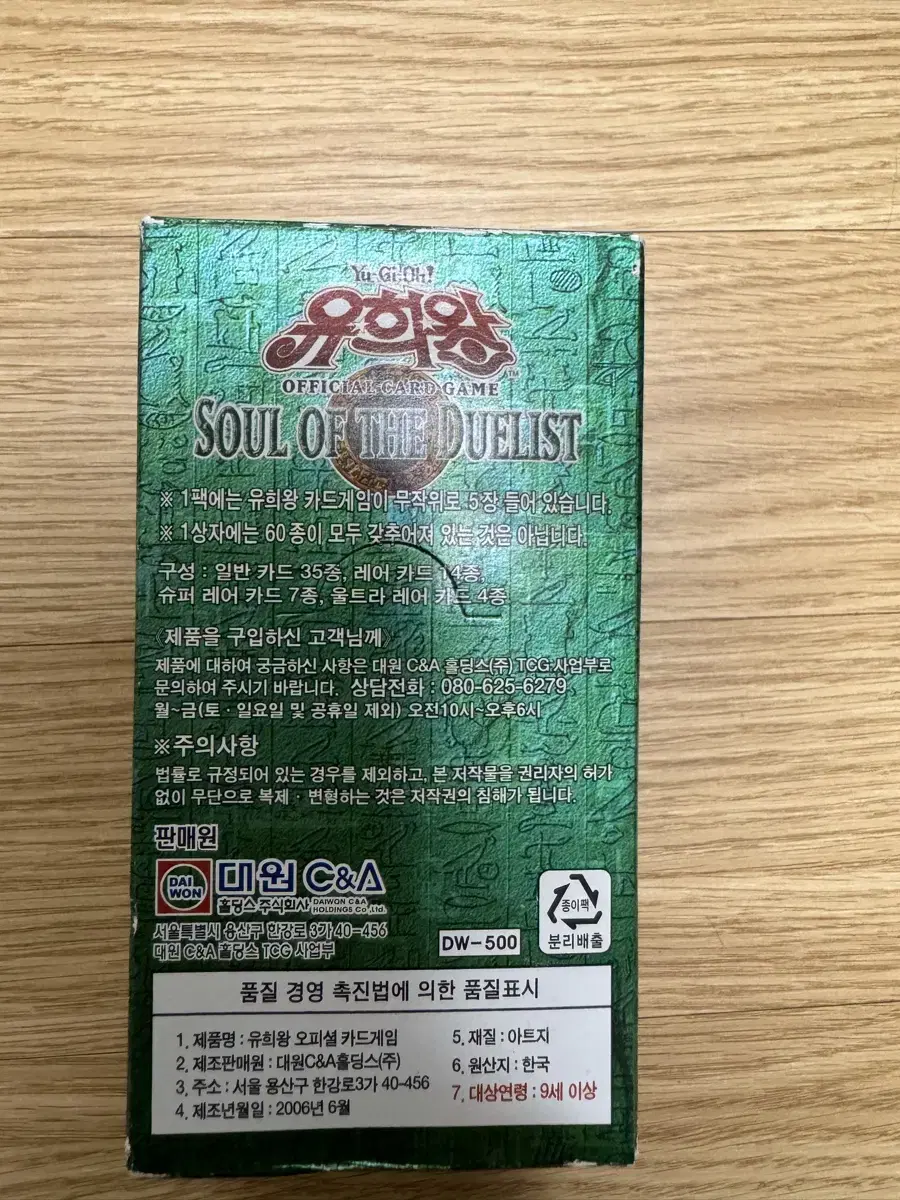 Yu-Gi-Oh!
유희왕™
OFFICIAL CARD GAME
SOUL OF THE DUELIST
※ 1팩에는 유희왕 카드게임이 무작위로 5장 들어 있습니다.
※ 1상자에는 60종이 모두 갖추어져 있는 것은 아닙니다.
구성 : 일반 카드 35종, 레어 카드 14종,
슈퍼 레어 카드 7종, 울트라 레어 카드 4종
〈제품을 구입하신 고객님께〉
제품에 대하여 궁금하신 사항은 대원 C&A 홀딩스(주) TCG 사업부로
문의하여 주시기 바랍니다. 상담전화 : 080-625-6279
월~금(토·일요일 및 공휴일 제외) 오전10시~오후6시
※주의사항
법률로 규정되어 있는 경우를 제외하고, 본 저작물을 권리자의 허가
없이 무단으로 복제·변형하는 것은 저작권의 침해가 됩니다.
판매원
DAI WON
대원 C&A
홀딩스주식회사 DAIWON C&A HOLDINGS Co.,Ltd.
서울특별시 용산구 한강로 3가 40-456
대원 C&A 홀딩스 TCG 사업부
DW-500
종이팩
분리배출
품질 경영 촉진법에 의한 품질표시
1. 제품명 : 유희왕 오피셜 카드게임
2. 제조판매원 : 대원C&A홀딩스(주)
3. 주소 : 서울 용산구 한강로3가 40-456
4. 제조년월일 : 2006년 6월
5. 재질 : 아트지
6. 원산지 : 한국
7. 대상연령 : 9세 이상